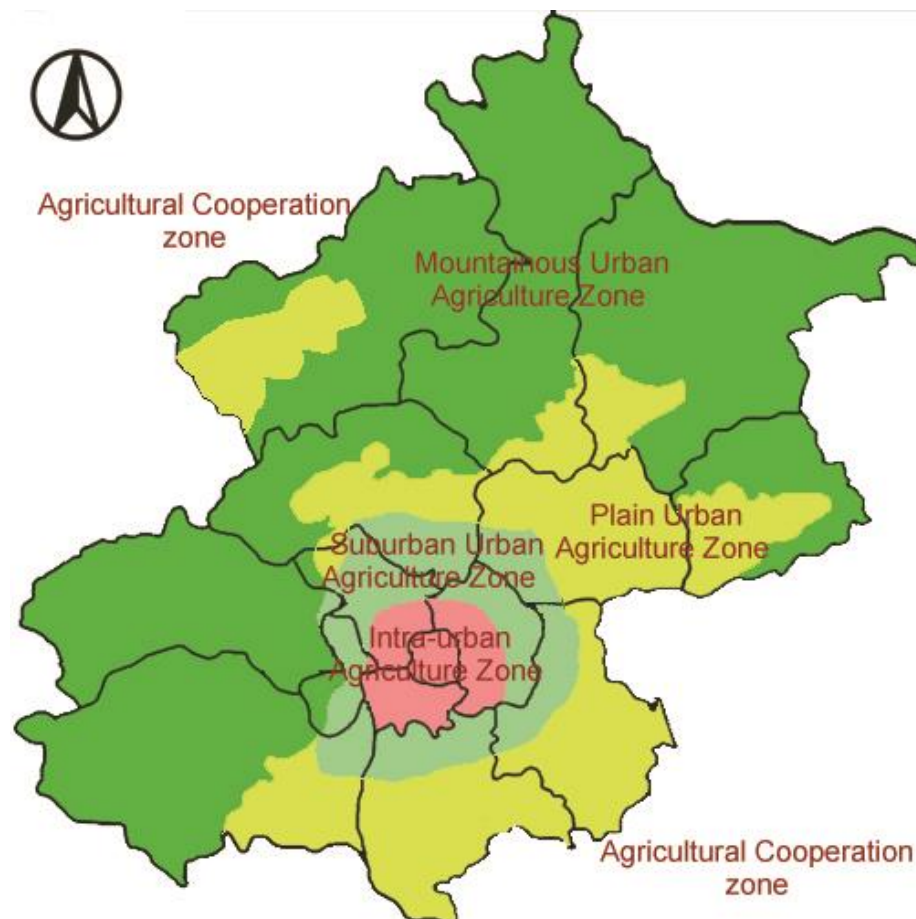 Agricultural Cooperation
zone
Mountainous Urban
Agriculture Zone
Plain Urban
Agriculture Zone
Suburban Urban
Agriculture Zone
Intra-urban
Agriculture Zone
Agricultural Cooperation
zone